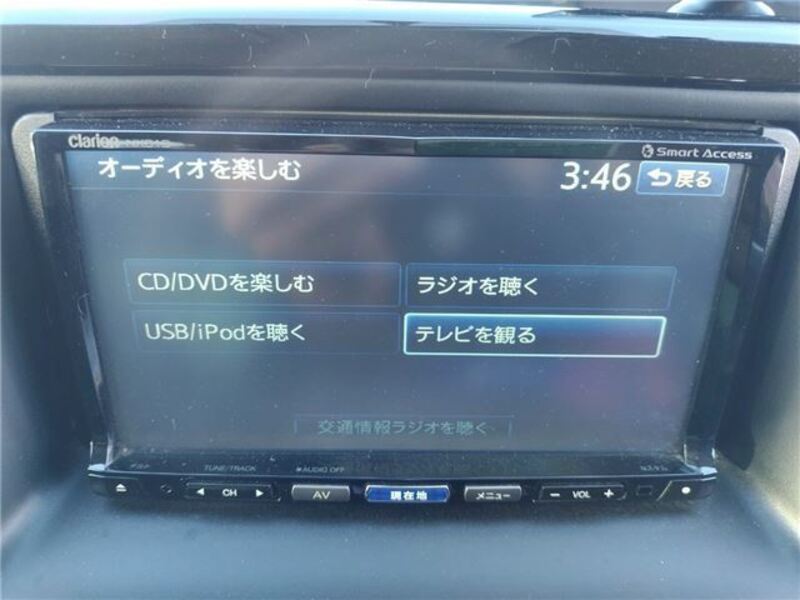 Clarion
Smart Access
オーディオを楽しむ
3:46
戻る
CD/DVDを楽しむ
ラジオを聴く
USB/iPodを聴く
テレビを観る
交通情報ラジオを聴く
TUNE/TRACK
AUDIO OFF
CH
AV
現在地
メニュー
VOL